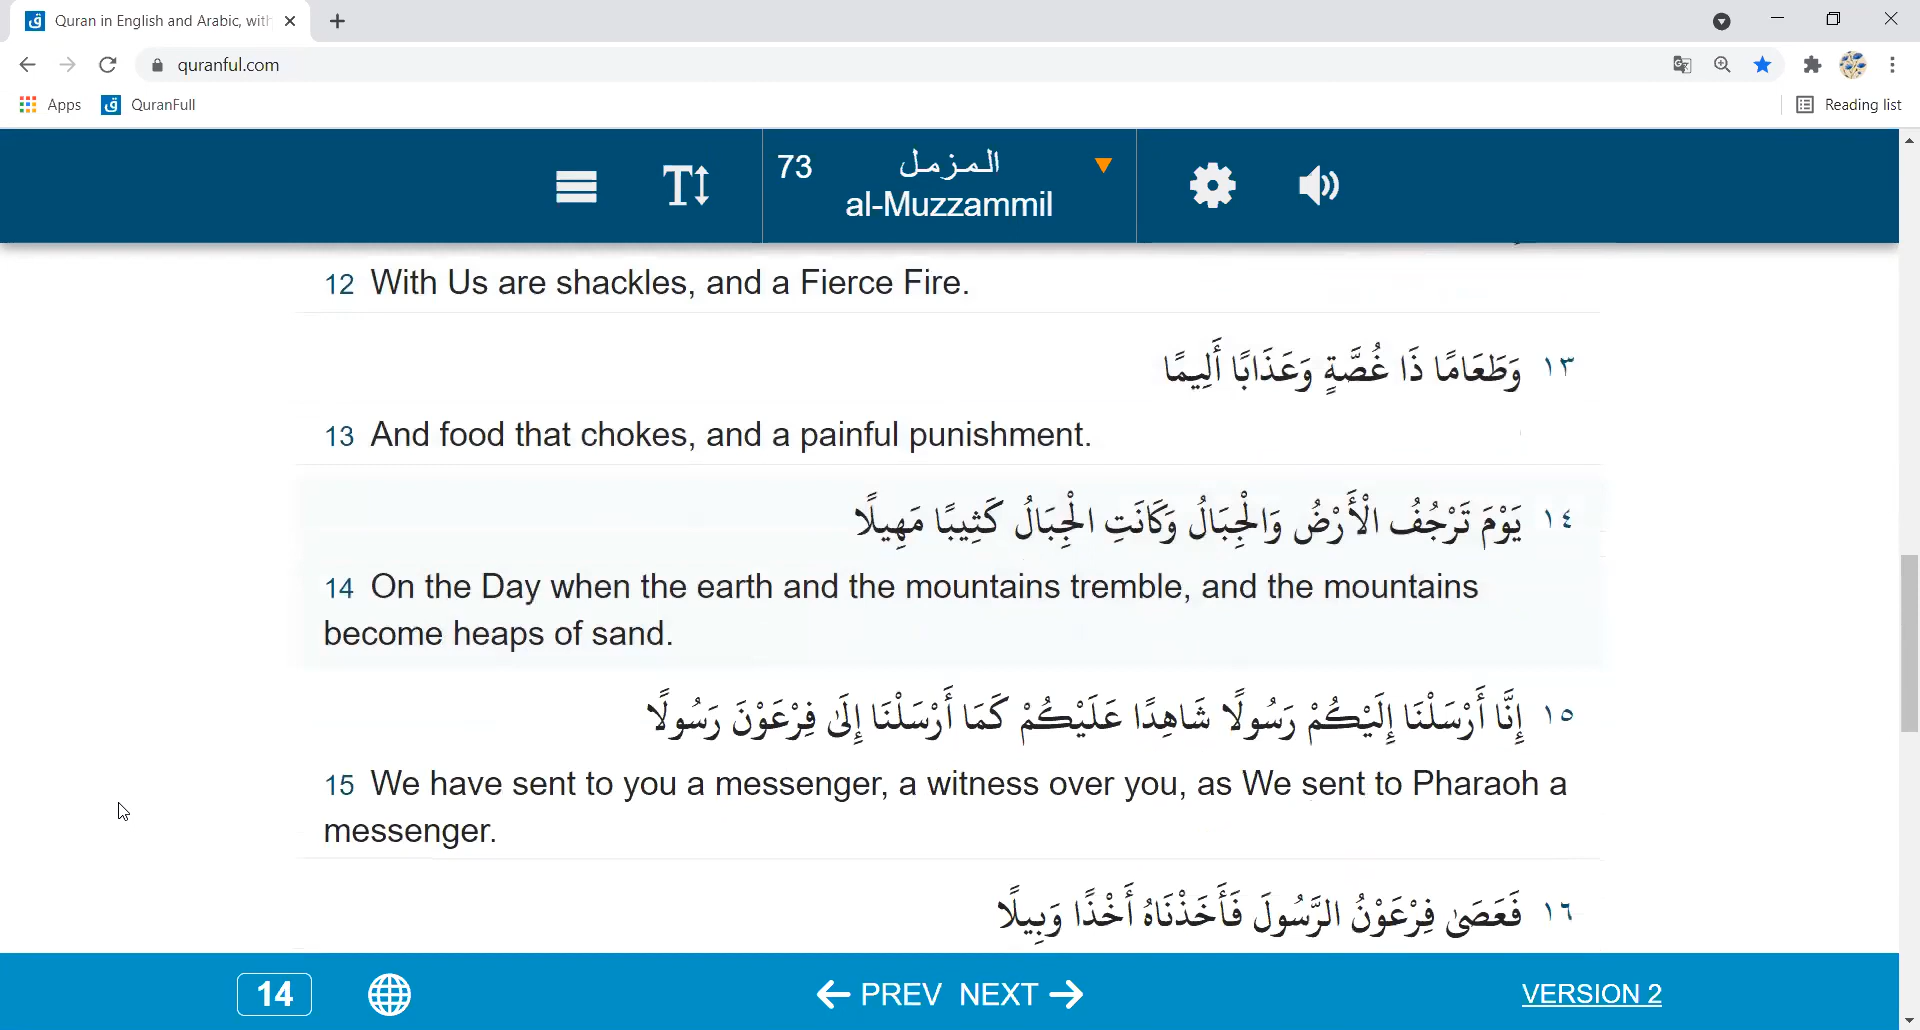 Quran in English and Arabic, with
quranful.com
Apps
QuranFull
Reading list
73
المزمل
al-Muzzammil
12 With Us are shackles, and a Fierce Fire.
١٣ وَطَعَامًا ذَا غُصَّةٍ وَعَذَابًا أَلِيمًا
13 And food that chokes, and a painful punishment.
١٤ يَوْمَ تَرْجُفُ الْأَرْضُ وَالْجِبَالُ وَكَانَتِ الْجِبَالُ كَثِيبًا مَهِيلًا
14 On the Day when the earth and the mountains tremble, and the mountains
become heaps of sand.
١٥ إِنَّا أَرْسَلْنَا إِلَيْكُمْ رَسُولًا شَاهِدًا عَلَيْكُمْ كَمَا أَرْسَلْنَا إِلَىٰ فِرْعَوْنَ رَسُولًا
15 We have sent to you a messenger, a witness over you, as We sent to Pharaoh a
messenger.
١٦ فَعَصَىٰ فِرْعَوْنُ الرَّسُولَ فَأَخَذْنَاهُ أَخْذًا وَبِيلًا
14
PREV NEXT
VERSION 2